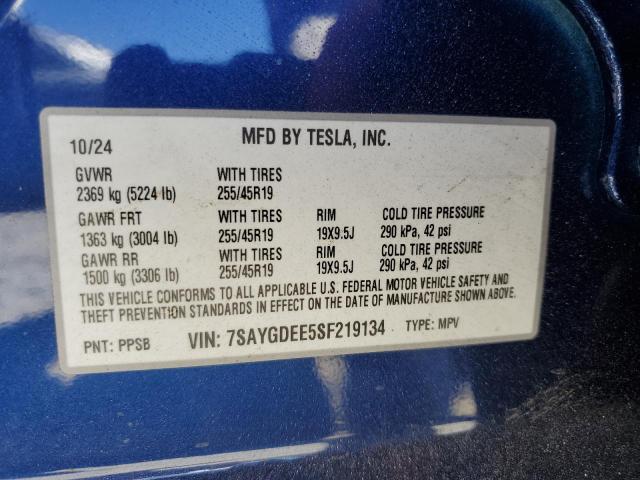 10/24 MFD BY TESLA, INC.
GVWR WITH TIRES
2369 kg (5224 lb) 255/45R19
GAWR FRT WITH TIRES RIM COLD TIRE PRESSURE
1363 kg (3004 lb) 255/45R19 19X9.5J 290 kPa, 42 psi
GAWR RR WITH TIRES RIM COLD TIRE PRESSURE
1500 kg (3306 lb) 255/45R19 19X9.5J 290 kPa, 42 psi
THIS VEHICLE CONFORMS TO ALL APPLICABLE U.S. FEDERAL MOTOR VEHICLE SAFETY AND
THEFT PREVENTION STANDARDS IN EFFECT ON THE DATE OF MANUFACTURE SHOWN ABOVE.
PNT: PPSB VIN: 7SAYGDEE5SF219134 TYPE: MPV